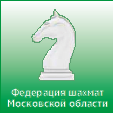 Федерация шахмат
Московской области